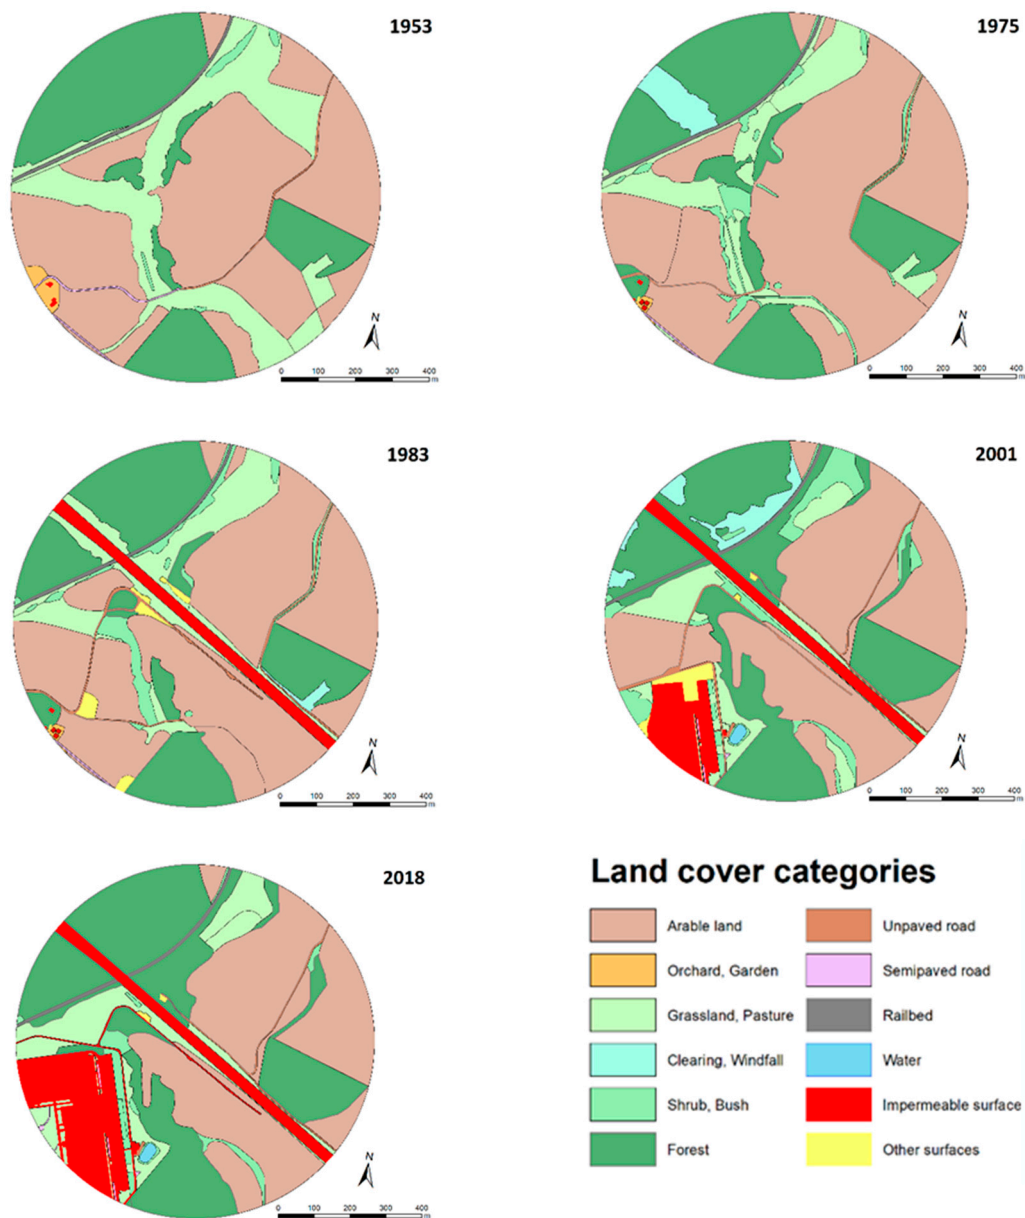 1953
1975
N
0 100 200 300 400
m
N
0 100 200 300 400
m
1983
2001
N
0 100 200 300 400
m
N
0 100 200 300 400
m
2018
N
0 100 200 300 400
m
Land cover categories
Arable land
Unpaved road
Orchard, Garden
Semipaved road
Grassland, Pasture
Railbed
Clearing, Windfall
Water
Shrub, Bush
Impermeable surface
Forest
Other surfaces